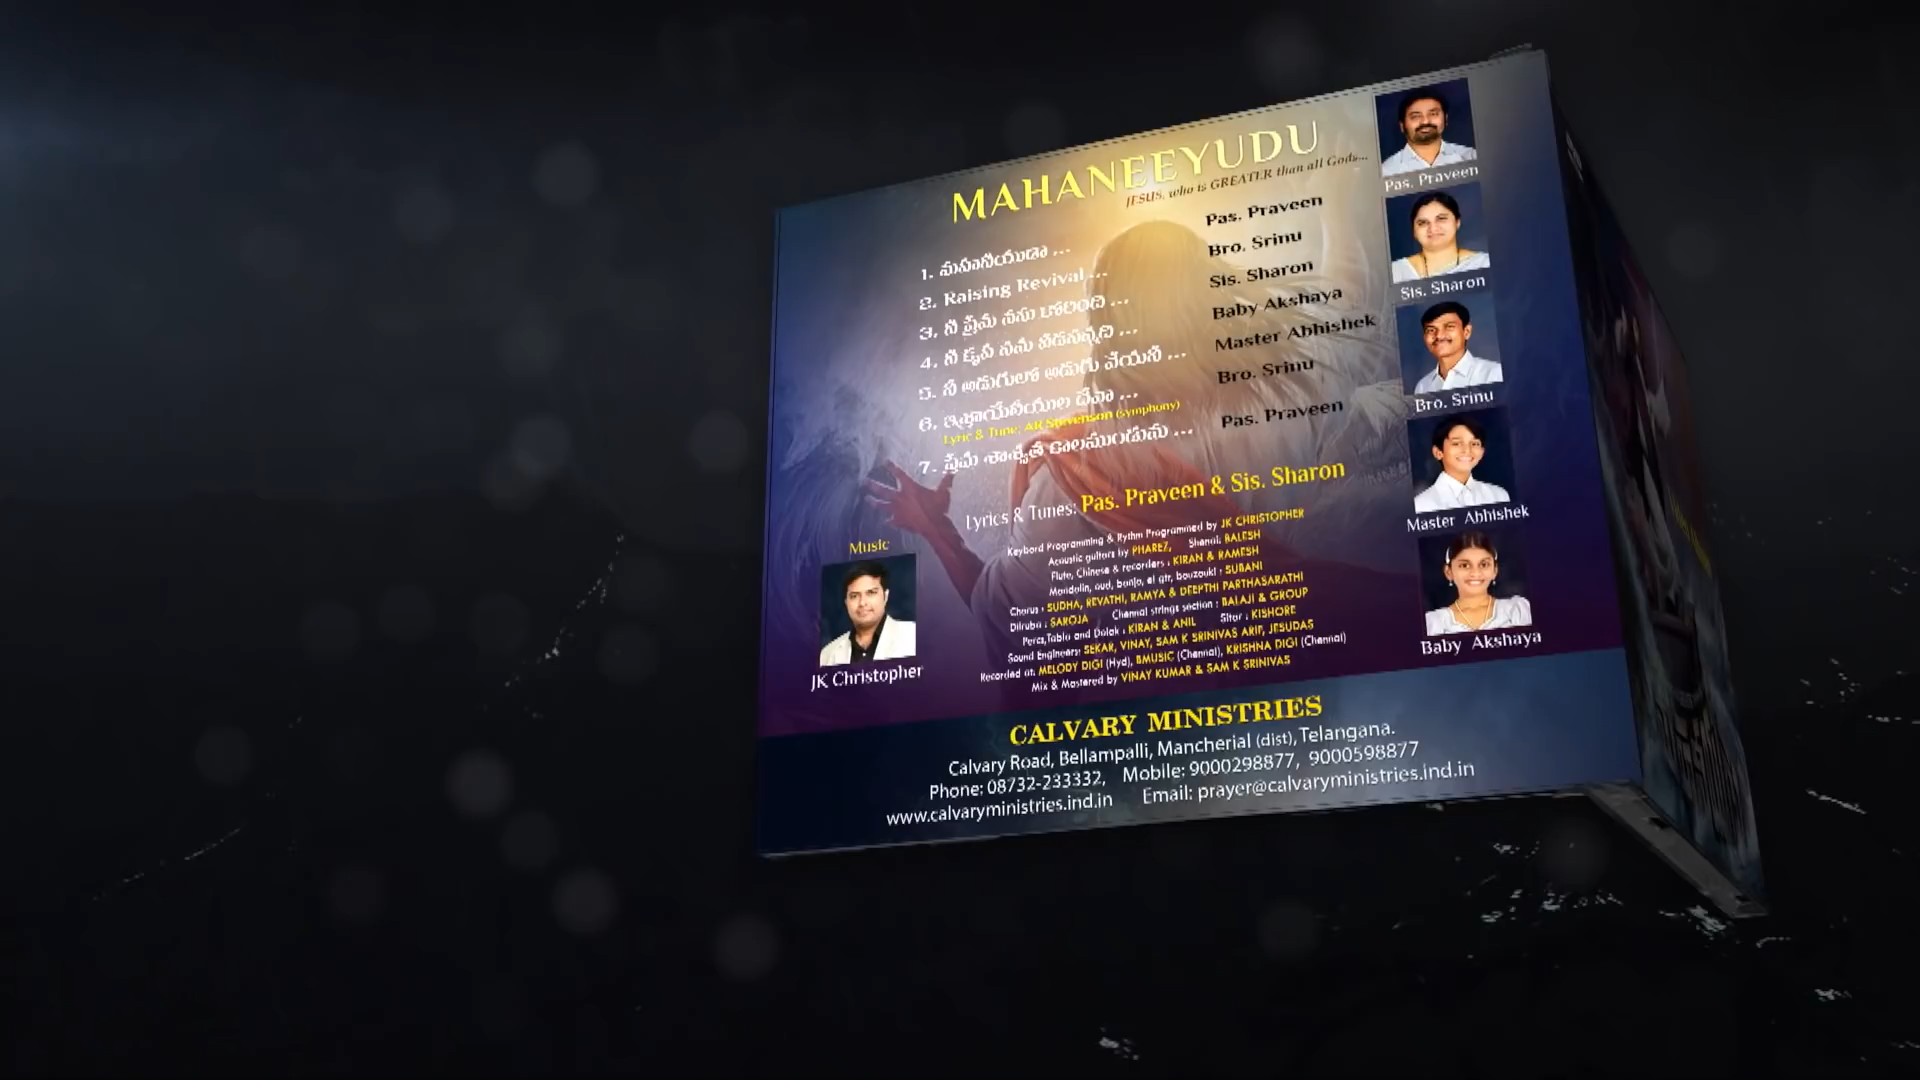 MAHANEEYUDU
JESUS, who is GREATER than all Gods...
1. మహనీయుడా ... Pas. Praveen
2. Raising Revival ... Bro. Srinu
3. నీ ప్రేమ నను కోరింది ... Sis. Sharon
4. నీ కృప నను వీడనన్నది ... Baby Akshaya
5. నీ అడుగులో అడుగు వేయనీ ... Master Abhishek
6. ఇశ్రాయేలీయుల దేవా ... Bro. Srinu
Lyric & Tune: AR Stevenson (symphony)
7. ప్రేమ శాశ్వత కాలముండును ... Pas. Praveen
Lyrics & Tunes: Pas. Praveen & Sis. Sharon
Keybord Programming & Rythm Programmed by JK CHRISTOPHER
Acoustic guitars by PHAREZ, Shenai: BALESH
Flute, Chinese & recorders : KIRAN & RAMESH
Mandolin, oud, banjo, el gtr, bouzouki : SUBANI
Chorus : SUDHA, REVATHI, RAMYA & DEEPTHI PARTHASARATHI
Dilruba : SAROJA Chennai strings section : BALAJI & GROUP
Percs,Tabla and Dolak : KIRAN & ANIL Sitar : KISHORE
Sound Engineers: SEKAR, VINAY, SAM K SRINIVAS ARIF, JESUDAS
Recorded at: MELODY DIGI (Hyd), BMUSIC (Chennai), KRISHNA DIGI (Chennai)
Mix & Mastered by VINAY KUMAR & SAM K SRINIVAS
Music
JK Christopher
Pas. Praveen
Sis. Sharon
Bro. Srinu
Master Abhishek
Baby Akshaya
CALVARY MINISTRIES
Calvary Road, Bellampalli, Mancherial (dist), Telangana.
Phone: 08732-233332, Mobile: 9000298877, 9000598877
www.calvaryministries.ind.in Email: prayer@calvaryministries.ind.in